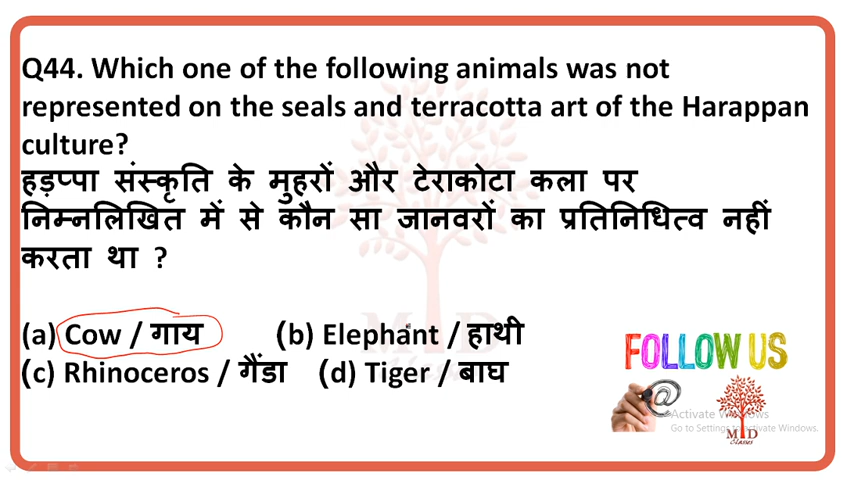 Q44. Which one of the following animals was not
represented on the seals and terracotta art of the Harappan
culture?
हड़प्पा संस्कृति के मुहरों और टेराकोटा कला पर
निम्नलिखित में से कौन सा जानवरों का प्रतिनिधित्व नहीं
करता था ?
(a) Cow / गाय (b) Elephant / हाथी
(c) Rhinoceros / गैंडा (d) Tiger / बाघ
FOLLOW US
@
Activate Windows
Go to Settings to activate Windows.
M D
Classes
M D
Classes